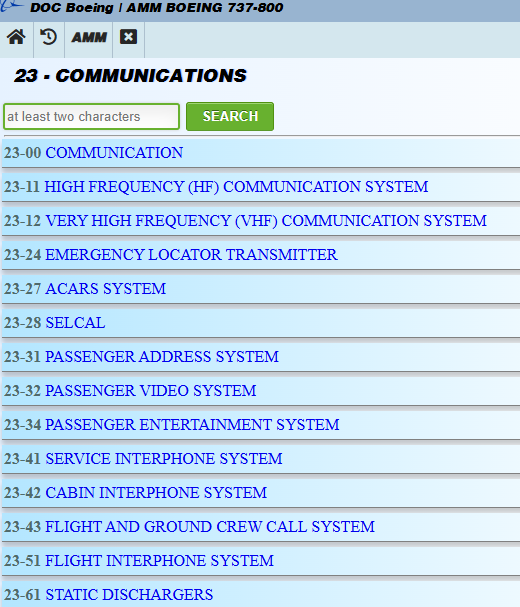 DOC Boeing / AMM BOEING 737-800
AMM
23 - COMMUNICATIONS
at least two characters SEARCH
23-00 COMMUNICATION
23-11 HIGH FREQUENCY (HF) COMMUNICATION SYSTEM
23-12 VERY HIGH FREQUENCY (VHF) COMMUNICATION SYSTEM
23-24 EMERGENCY LOCATOR TRANSMITTER
23-27 ACARS SYSTEM
23-28 SELCAL
23-31 PASSENGER ADDRESS SYSTEM
23-32 PASSENGER VIDEO SYSTEM
23-34 PASSENGER ENTERTAINMENT SYSTEM
23-41 SERVICE INTERPHONE SYSTEM
23-42 CABIN INTERPHONE SYSTEM
23-43 FLIGHT AND GROUND CREW CALL SYSTEM
23-51 FLIGHT INTERPHONE SYSTEM
23-61 STATIC DISCHARGERS